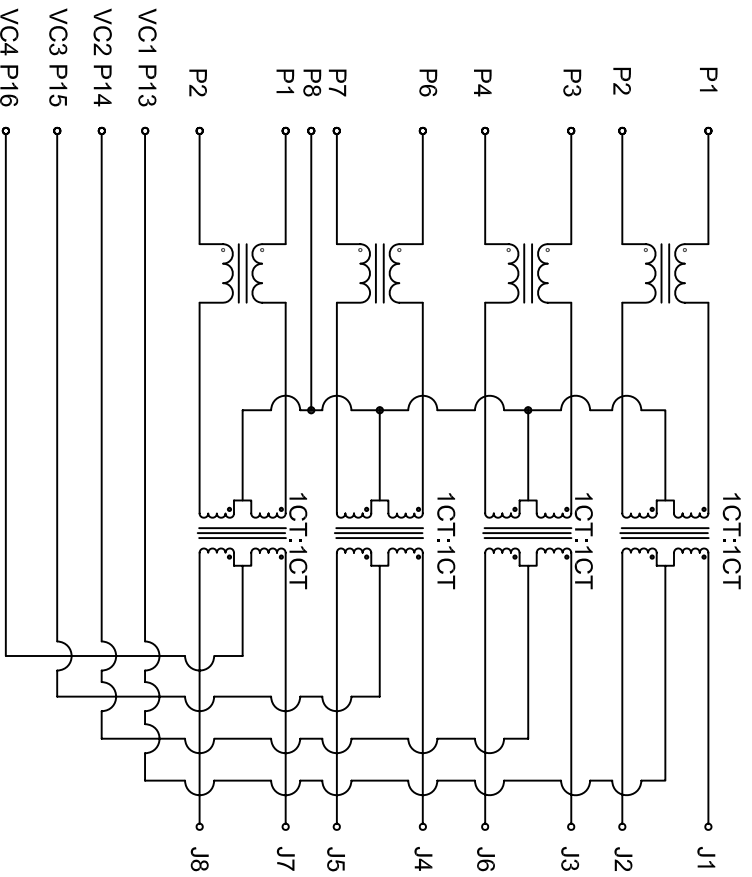 P1
1CT:1CT
J1
P2
J2
P3
1CT:1CT
J3
P4
J6
P6
1CT:1CT
J4
P7
J5
P8
P1
1CT:1CT
J7
P2
J8
VC1 P13
VC2 P14
VC3 P15
VC4 P16